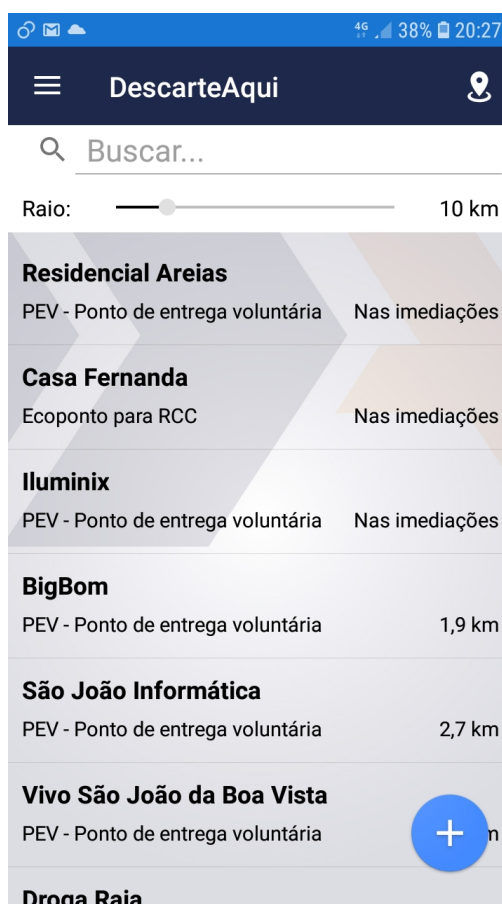 4G 38% 20:27
DescarteAqui
Buscar...
Raio: 10 km
Residencial Areias
PEV - Ponto de entrega voluntária Nas imediações
Casa Fernanda
Ecoponto para RCC Nas imediações
Iluminix
PEV - Ponto de entrega voluntária Nas imediações
BigBom
PEV - Ponto de entrega voluntária 1,9 km
São João Informática
PEV - Ponto de entrega voluntária 2,7 km
Vivo São João da Boa Vista
PEV - Ponto de entrega voluntária
+
Droga Raia